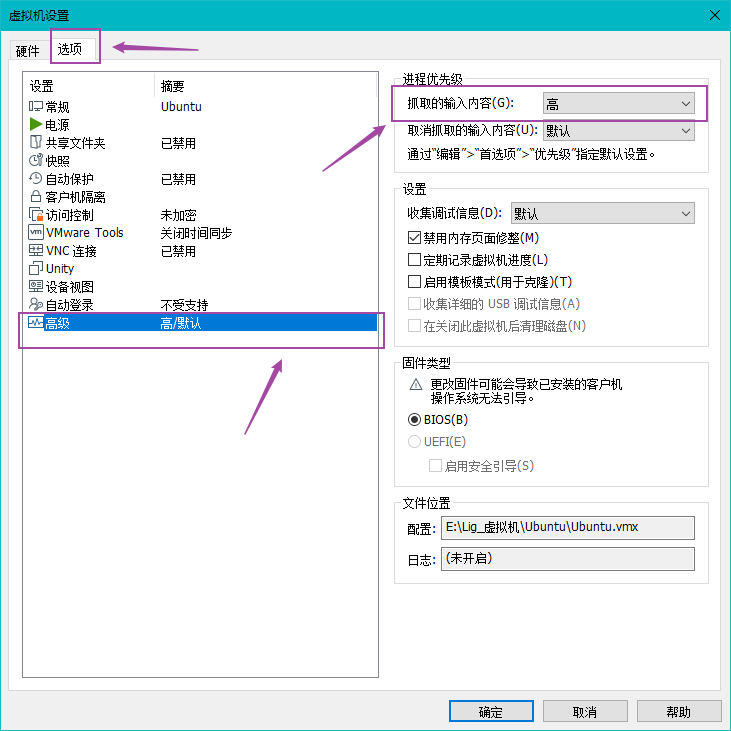 虚拟机设置
硬件 选项
设置 摘要
常规 Ubuntu
电源
共享文件夹 已禁用
快照
自动保护 已禁用
客户机隔离
访问控制 未加密
VMware Tools 关闭时间同步
VNC 连接 已禁用
Unity
设备视图
自动登录 不受支持
高级 高/默认
进程优先级
抓取的输入内容(G): 高
取消抓取的输入内容(U): 默认
通过“编辑”>“首选项”>“优先级”指定默认设置。
设置
收集调试信息(D): 默认
禁用内存页面修整(M)
定期记录虚拟机进度(L)
启用模板模式(用于克隆)(T)
收集详细的 USB 调试信息(A)
在关闭此虚拟机后清理磁盘(N)
固件类型
更改固件可能会导致已安装的客户机
操作系统无法引导。
BIOS(B)
UEFI(E)
启用安全引导(S)
文件位置
配置: E:\Lig_虚拟机\Ubuntu\Ubuntu.vmx
日志: (未开启)
确定 取消 帮助